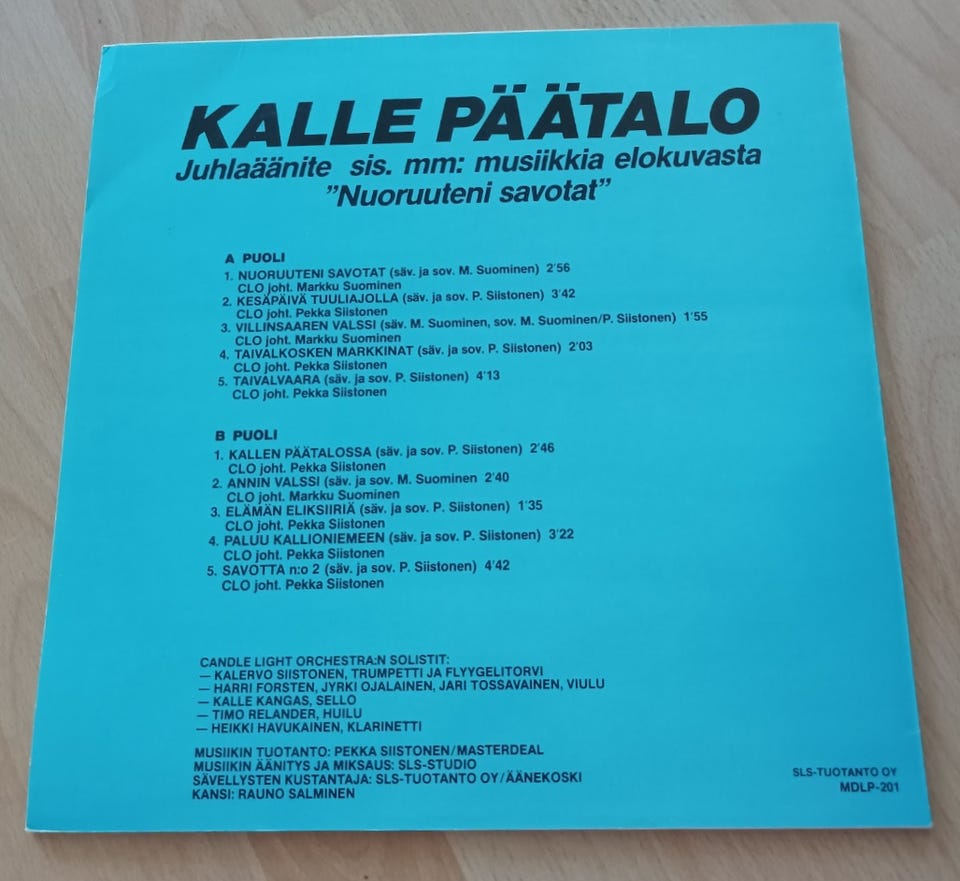 KALLE PÄÄTALO
Juhlaäänite sis. mm: musiikkia elokuvasta
”Nuoruuteni savotat”
A PUOLI
1. NUORUUTENI SAVOTAT (säv. ja sov. M. Suominen) 2'56
CLO joht. Markku Suominen
2. KESÄPÄIVÄ TUULIAJOLLA (säv. ja sov. P. Siistonen) 3'42
CLO joht. Pekka Siistonen
3. VILLINSAAREN VALSSI (säv. M. Suominen, sov. M. Suominen/P. Siistonen) 1'55
CLO joht. Markku Suominen
4. TAIVALKOSKEN MARKKINAT (säv. ja sov. P. Siistonen) 2'03
CLO joht. Pekka Siistonen
5. TAIVALVAARA (säv. ja sov. P. Siistonen) 4'13
CLO joht. Pekka Siistonen
B PUOLI
1. KALLEN PÄÄTALOSSA (säv. ja sov. P. Siistonen) 2'46
CLO joht. Pekka Siistonen
2. ANNIN VALSSI (säv. ja sov. M. Suominen 2'40
CLO joht. Markku Suominen
3. ELÄMÄN ELIKSIIRIÄ (säv. ja sov. P. Siistonen) 1'35
CLO joht. Pekka Siistonen
4. PALUU KALLIONIEMEEN (säv. ja sov. P. Siistonen) 3'22
CLO joht. Pekka Siistonen
5. SAVOTTA n:o 2 (säv. ja sov. P. Siistonen) 4'42
CLO joht. Pekka Siistonen
CANDLE LIGHT ORCHESTRA:N SOLISTIT:
— KALERVO SIISTONEN, TRUMPETTI JA FLYYGELITORVI
— HARRI FORSTEN, JYRKI OJALAINEN, JARI TOSSAVAINEN, VIULU
— KALLE KANGAS, SELLO
— TIMO RELANDER, HUILU
— HEIKKI HAVUKAINEN, KLARINETTI
MUSIIKIN TUOTANTO: PEKKA SIISTONEN/MASTERDEAL
MUSIIKIN ÄÄNITYS JA MIKSAUS: SLS-STUDIO
SÄVELLYSTEN KUSTANTAJA: SLS-TUOTANTO OY/ÄÄNEKOSKI
KANSI: RAUNO SALMINEN
SLS-TUOTANTO OY
MDLP-201